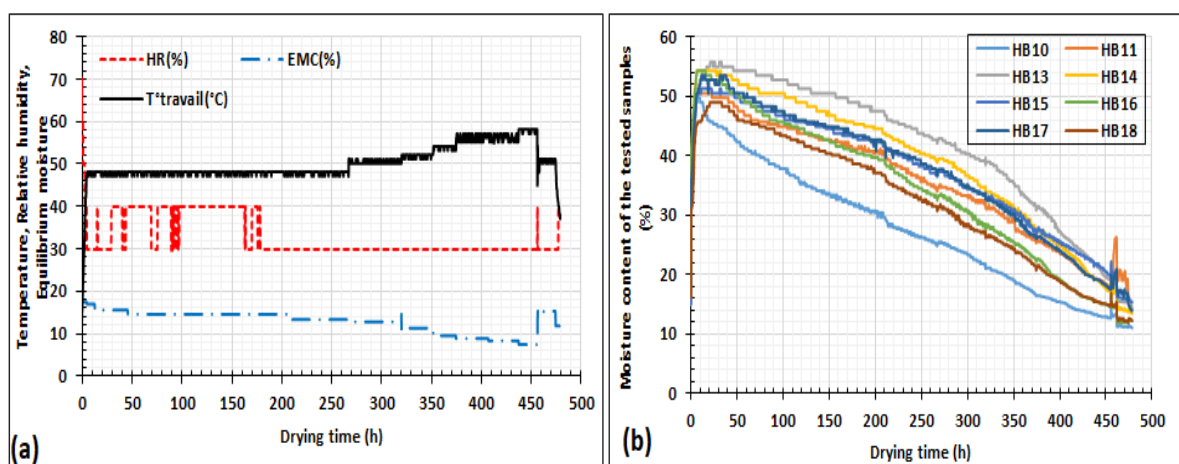 Temperature, Relative humidity,
Equilibrium moisture
80
70
60
50
40
30
20
10
0
HR(%)
EMC(%)
T°travail(°C)
0
50
100
150
200
250
300
350
400
450
500
Drying time (h)
(a)
Moisture content of the tested samples
(%)
60
50
40
30
20
10
0
HB10
HB11
HB13
HB14
HB15
HB16
HB17
HB18
0
50
100
150
200
250
300
350
400
450
500
Drying time (h)
(b)